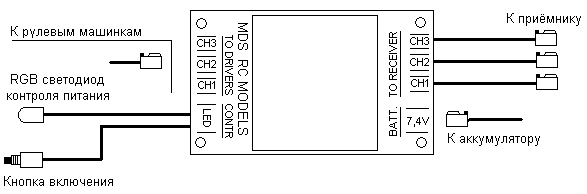 К рулевым машинкам
RGB светодиод
контроля питания
Кнопка включения
CH3
CH2
CH1
LED
TO DRIVERS
CONTR
MDS RC MODELS
TO RECEIVER
BATT.
CH3
CH2
CH1
7,4V
К приёмнику
К аккумулятору